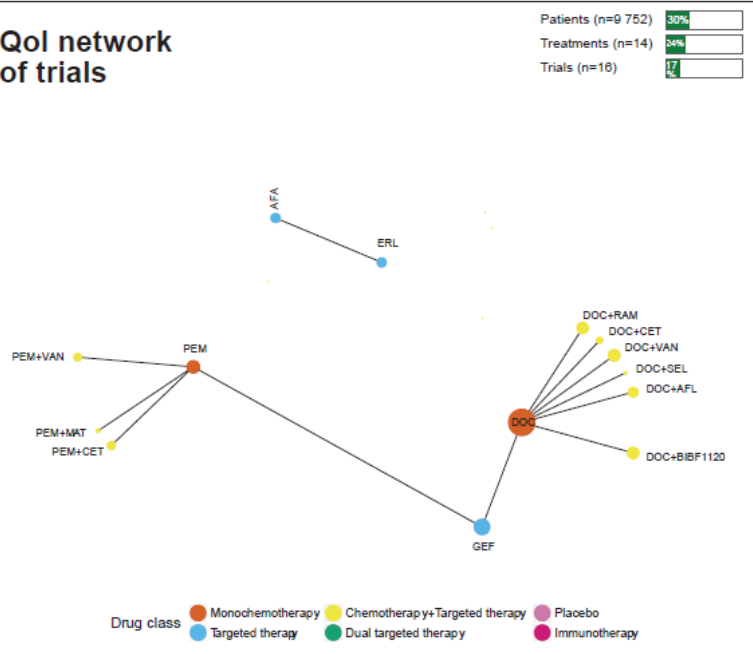 QoI network
of trials
Patients (n=9 752) 30%
Treatments (n=14) 24%
Trials (n=16) 17
%
AFA
ERL
DOC+RAM
DOC+CET
DOC+VAN
DOC+SEL
DOC+AFL
PEM
PEM+VAN
PEM+MAT
PEM+CET
DOC
DOC+BIBF1120
GEF
Drug class
Monochemotherapy Chemotherapy+Targeted therapy Placebo
Targeted therapy Dual targeted therapy Immunotherapy